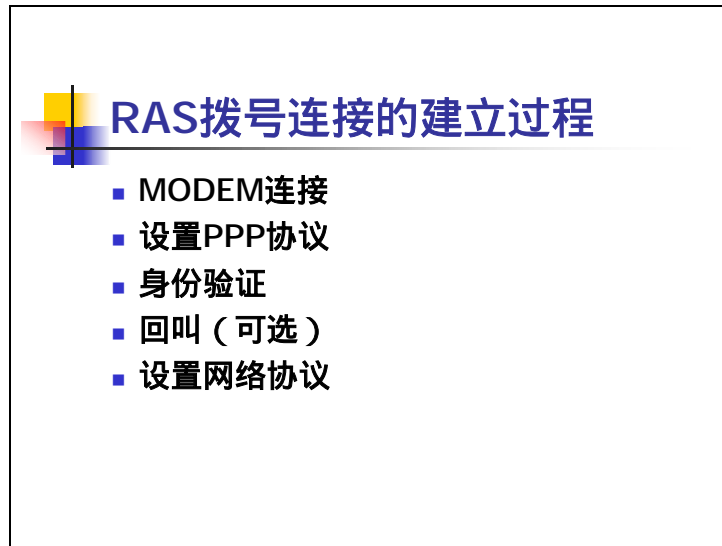 RAS拨号连接的建立过程
MODEM连接
设置PPP协议
身份验证
回叫（可选）
设置网络协议